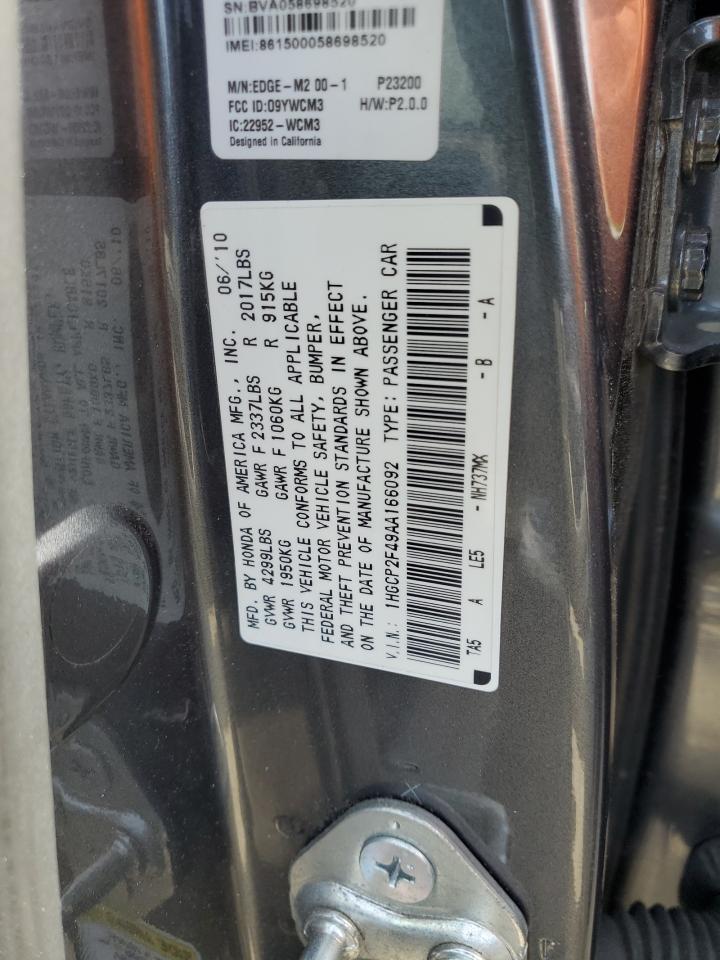 SN:BVA058698520
IMEI:861500058698520
M/N:EDGE-M2 00-1 P23200
FCC ID:09YWCM3 H/W:P2.0.0
IC:22952-WCM3
Designed in California
MFD. BY HONDA OF AMERICA MFG., INC. 06/'10
GVWR 4299LBS GAWR F 2337LBS R 2017LBS
GVWR 1950KG GAWR F 1060KG R 915KG
THIS VEHICLE CONFORMS TO ALL APPLICABLE
FEDERAL MOTOR VEHICLE SAFETY, BUMPER,
AND THEFT PREVENTION STANDARDS IN EFFECT
ON THE DATE OF MANUFACTURE SHOWN ABOVE.
V.I.N.: 1HGCP2F49AA166092 TYPE: PASSENGER CAR
TA5 A LE5 - NH737MX - B - A